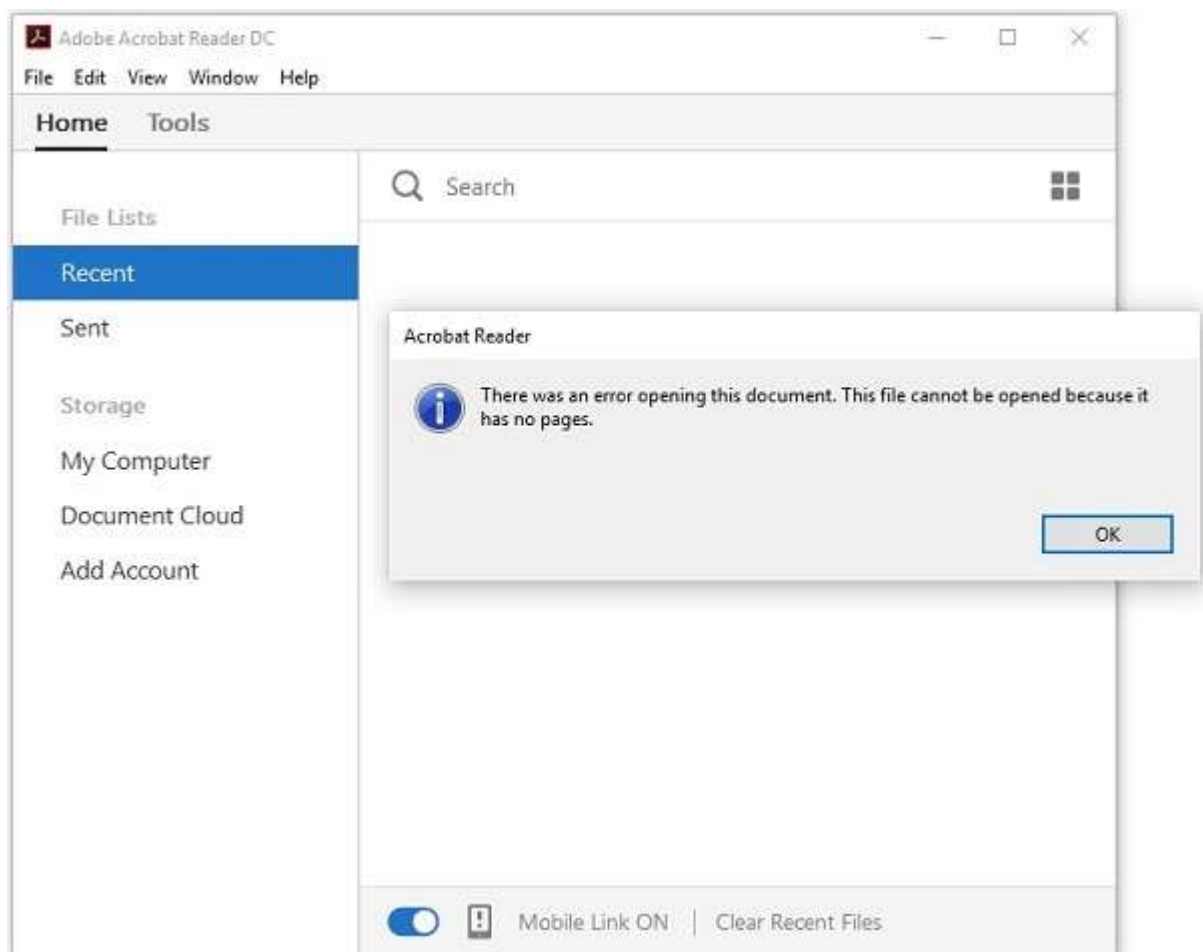 Adobe Acrobat Reader DC
File Edit View Window Help
Home Tools
Search
File Lists
Recent
Sent
Storage
My Computer
Document Cloud
Add Account
Acrobat Reader
There was an error opening this document. This file cannot be opened because it
has no pages.
OK
Mobile Link ON | Clear Recent Files